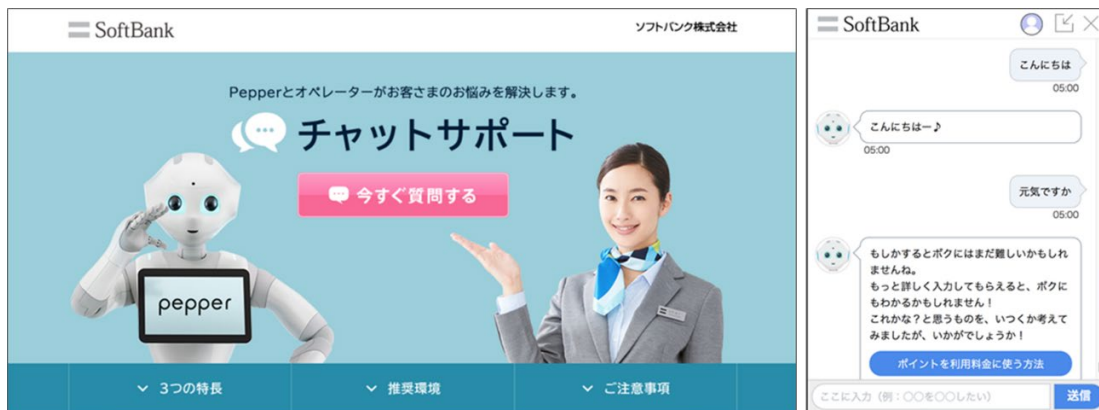 SoftBank
ソフトバンク株式会社
Pepperとオペレーターがお客さまのお悩みを解決します。
チャットサポート
今すぐ質問する
pepper
3つの特長
推奨環境
ご注意事項
SoftBank
こんにちは
05:00
こんにちはー♪
05:00
元気ですか
05:00
もしかするとボクにはまだ難しいかもしれ
ませんね。
もっと詳しく入力してもらえると、ボクに
もわかるかもしれません！
これかな？と思うものを、いつくか考えて
みましたが、いかがでしょうか！
ポイントを利用料金に使う方法
ここに入力（例：〇〇を〇〇したい）
送信